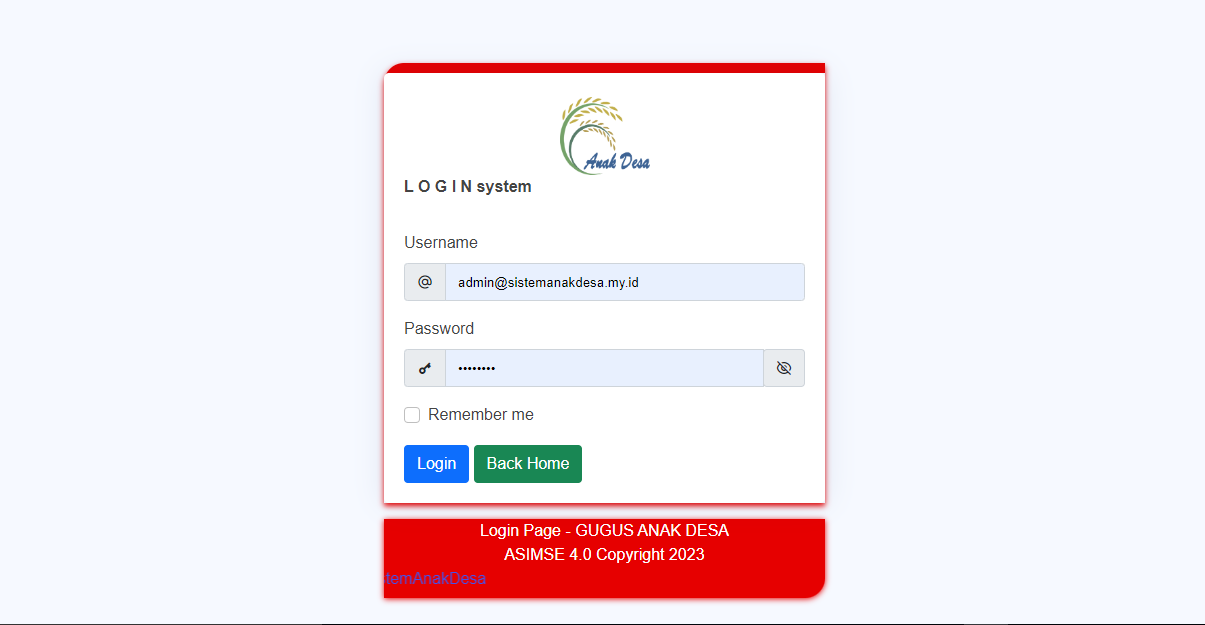 Anak Desa
L O G I N system
Username
@ admin@sistemanakdesa.my.id
Password
••••••••
Remember me
Login Back Home
Login Page - GUGUS ANAK DESA
ASIMSE 4.0 Copyright 2023
temAnakDesa